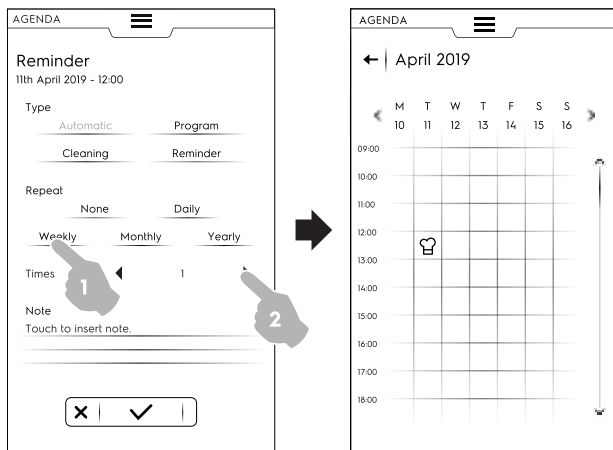 AGENDA
Reminder
11th April 2019 - 12:00
Type
Automatic Program
Cleaning Reminder
Repeat
None Daily
Weekly Monthly Yearly
1
Times 1
2
Note
Touch to insert note.
AGENDA
April 2019
M T W T F S S
10 11 12 13 14 15 16
09:00
10:00
11:00
12:00
13:00
14:00
15:00
16:00
17:00
18:00